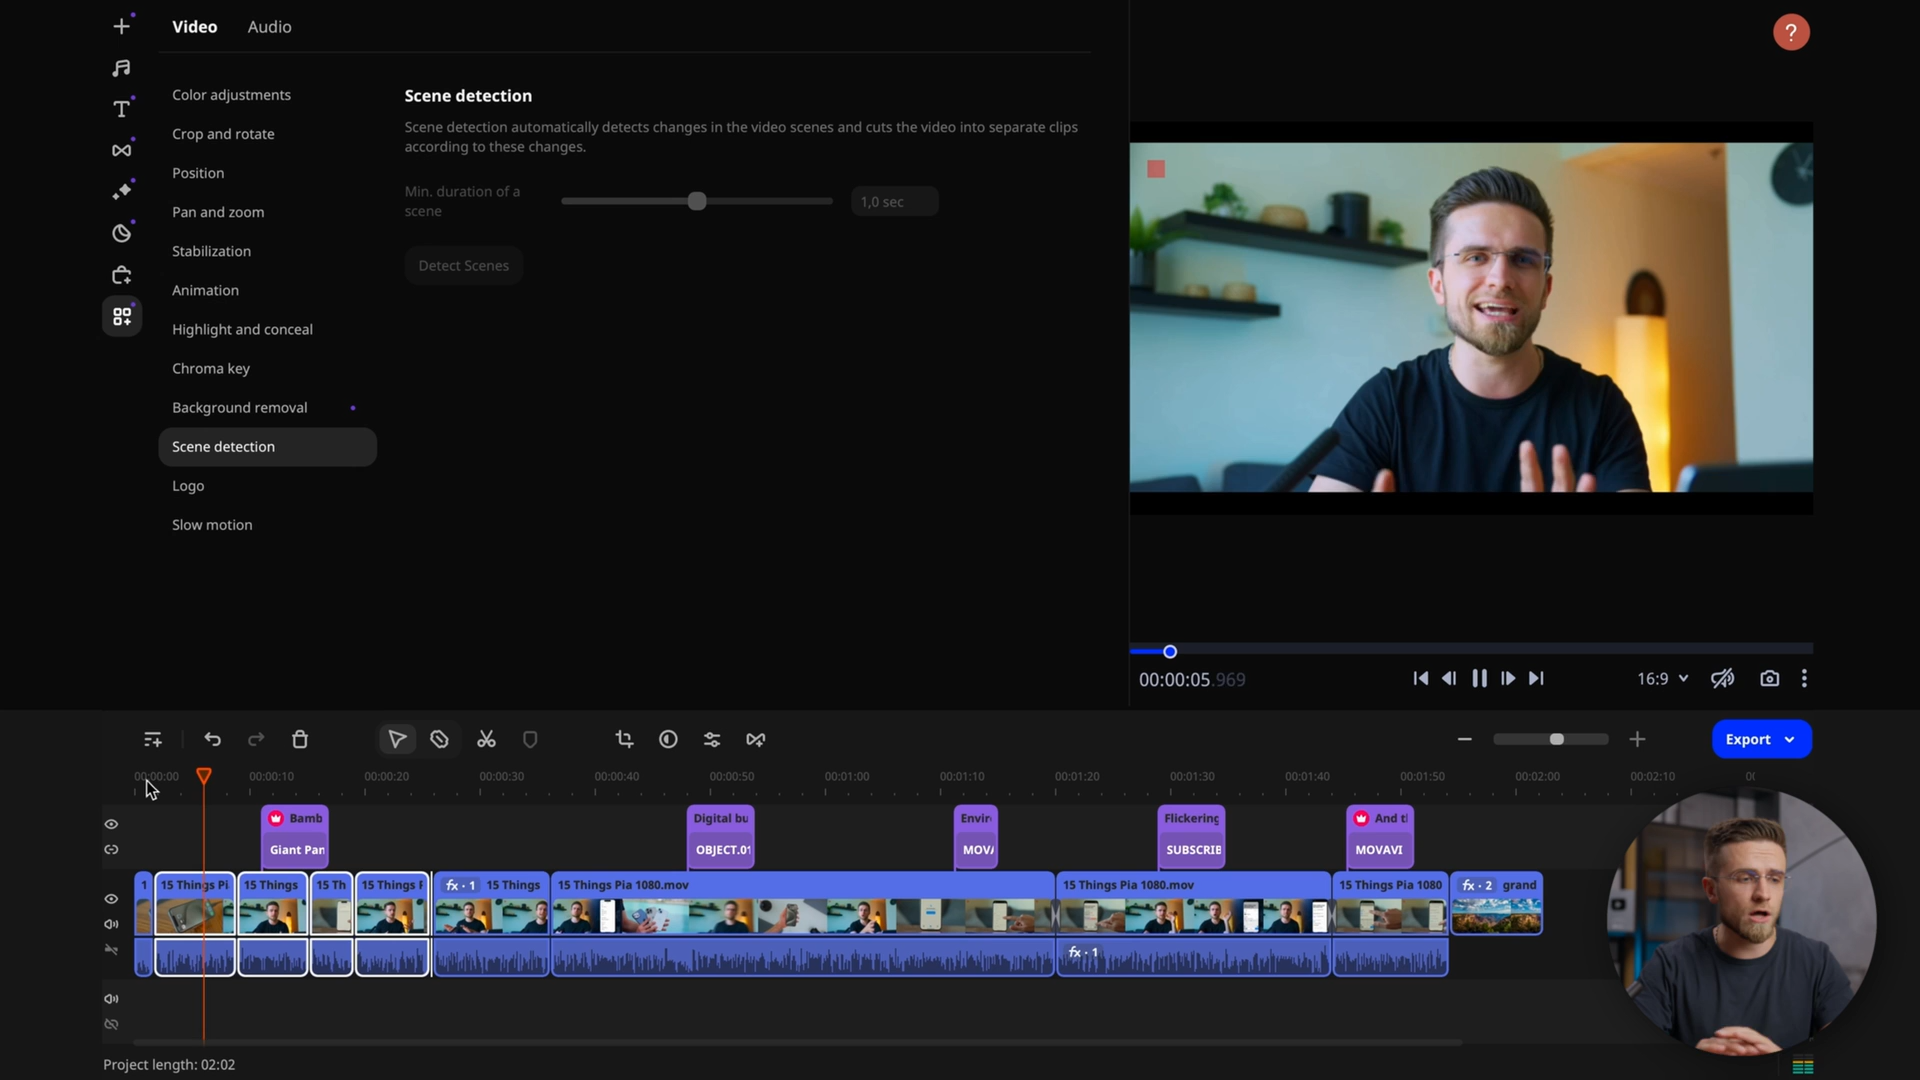 Video
Audio
?
Color adjustments
Crop and rotate
Position
Pan and zoom
Stabilization
Animation
Highlight and conceal
Chroma key
Background removal
Scene detection
Logo
Slow motion
Scene detection
Scene detection automatically detects changes in the video scenes and cuts the video into separate clips
according to these changes.
Min. duration of a
scene
1,0 sec
Detect Scenes
00:00:05.969
16:9
Export
00:00:00
00:00:10
00:00:20
00:00:30
00:00:40
00:00:50
00:01:00
00:01:10
00:01:20
00:01:30
00:01:40
00:01:50
00:02:00
00:02:10
Bamb
Giant Pan
Digital bu
OBJECT.01
Envir
MOVA
Flickering
SUBSCRIB
And t
MOVAVI
1
15 Things Pi
15 Things
15 Th
15 Things F
fx · 1 15 Things
15 Things Pia 1080.mov
15 Things Pia 1080.mov
15 Things Pia 1080
fx · 2 grand
fx · 1
Project length: 02:02